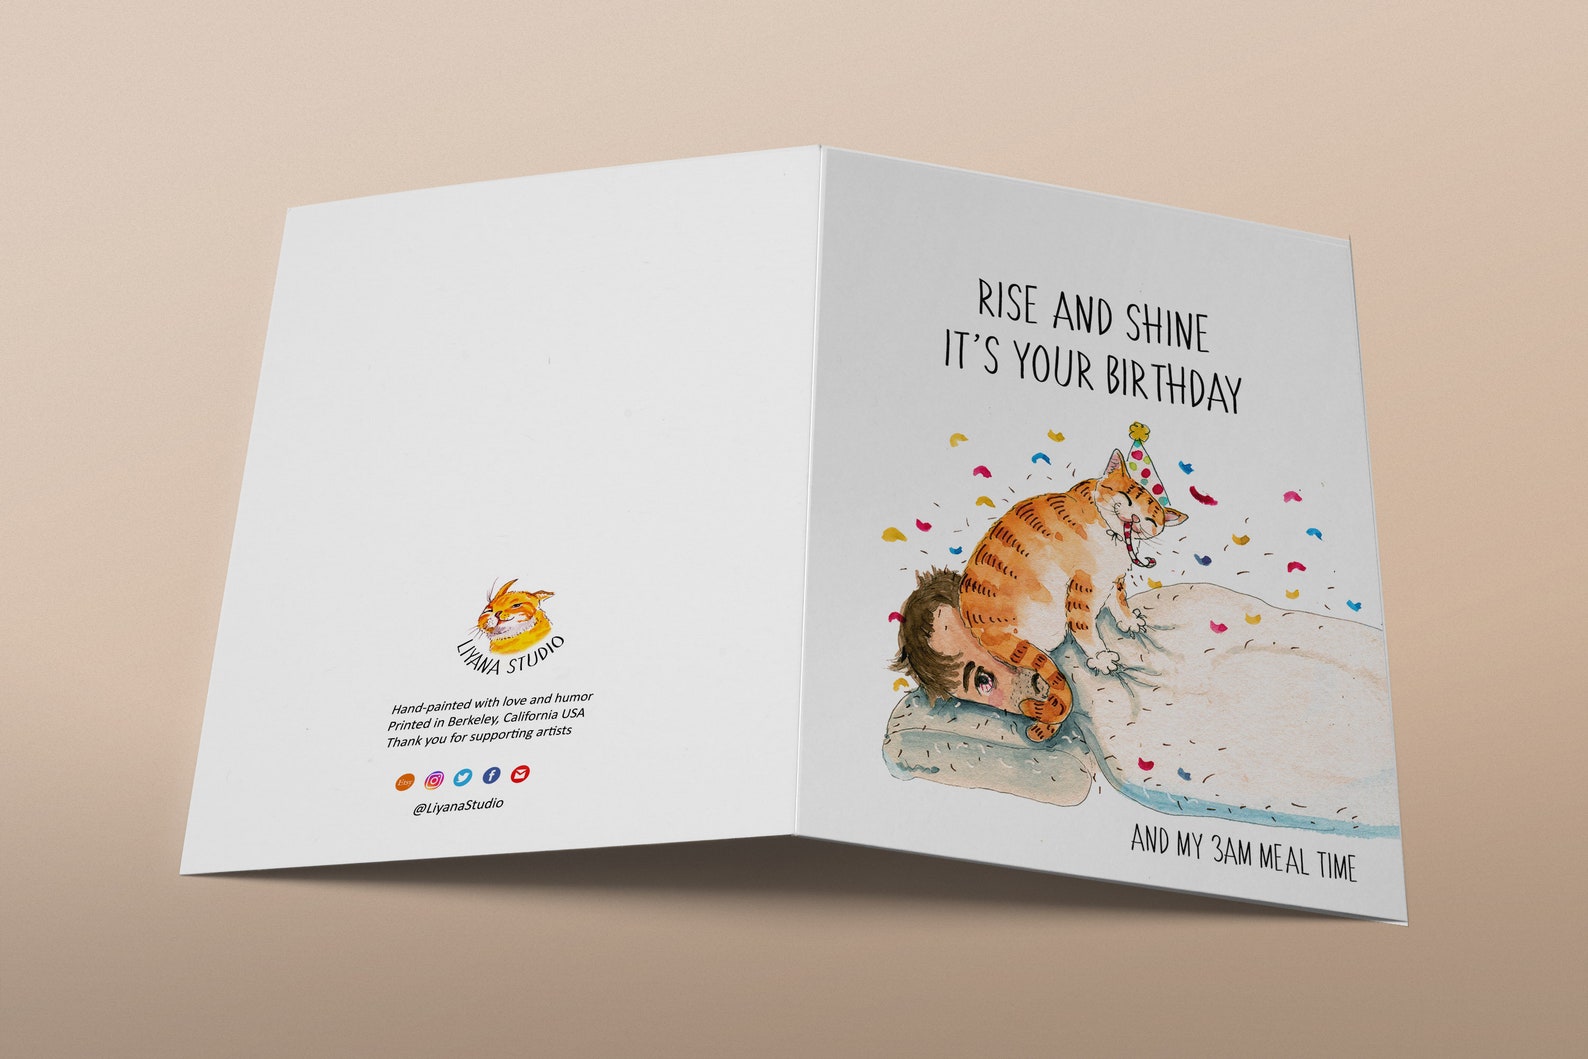 RISE AND SHINE
IT'S YOUR BIRTHDAY
AND MY 3AM MEAL TIME
LIYANA STUDIO
Hand-painted with love and humor
Printed in Berkeley, California USA
Thank you for supporting artists
Etsy
@LiyanaStudio